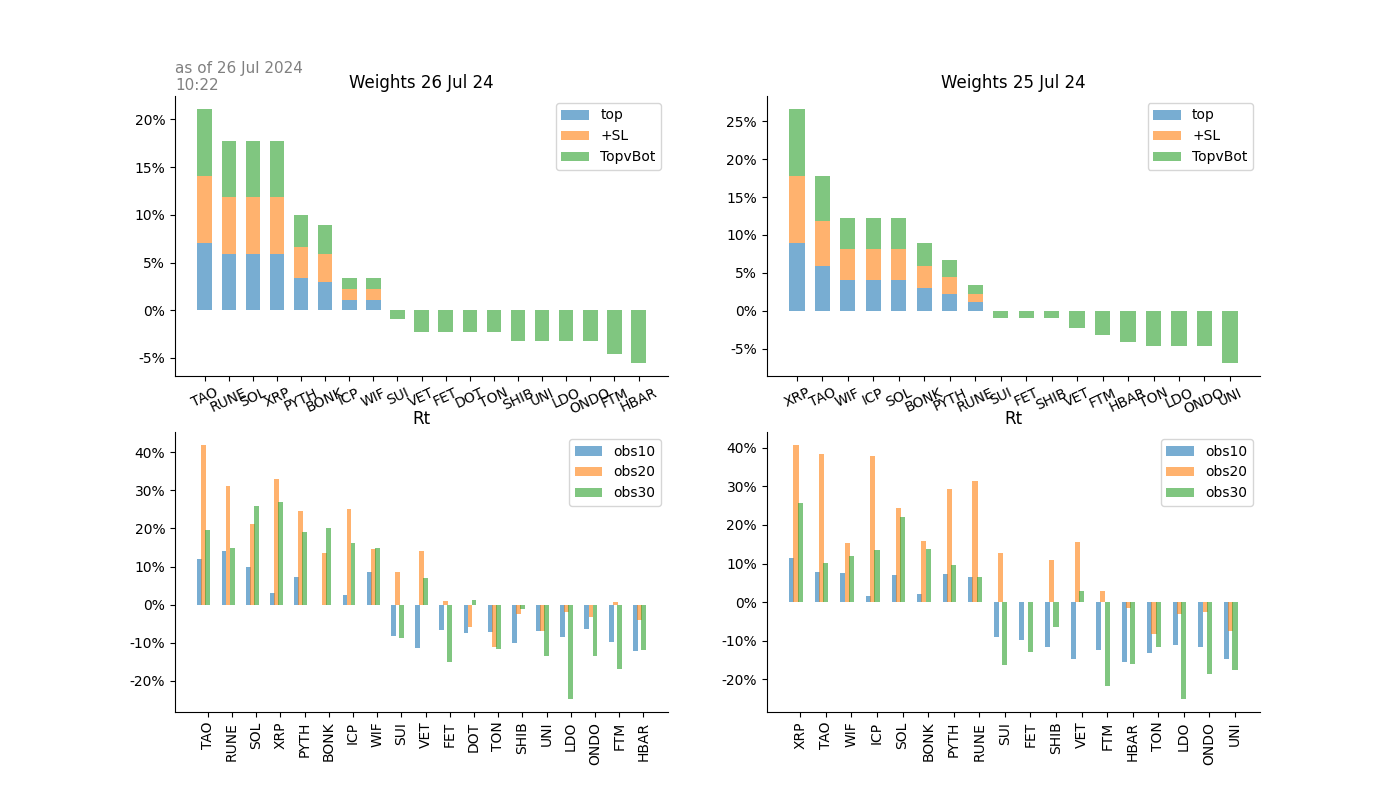 as of 26 Jul 2024
10:22
Weights 26 Jul 24
20%
15%
10%
5%
0%
-5%
top
+SL
TopvBot
TAO RUNE SOL XRP PYTH BONK ICP WIF SUI VET FET DOT TON SHIB UNI LDO ONDO FTM HBAR
Weights 25 Jul 24
25%
20%
15%
10%
5%
0%
-5%
top
+SL
TopvBot
XRP TAO WIF ICP SOL BONK PYTH RUNE SUI FET SHIB VET FTM HBAR TON LDO ONDO UNI
Rt
40%
30%
20%
10%
0%
-10%
-20%
obs10
obs20
obs30
TAO RUNE SOL XRP PYTH BONK ICP WIF SUI VET FET DOT TON SHIB UNI LDO ONDO FTM HBAR
Rt
40%
30%
20%
10%
0%
-10%
-20%
obs10
obs20
obs30
XRP TAO WIF ICP SOL BONK PYTH RUNE SUI FET SHIB VET FTM HBAR TON LDO ONDO UNI